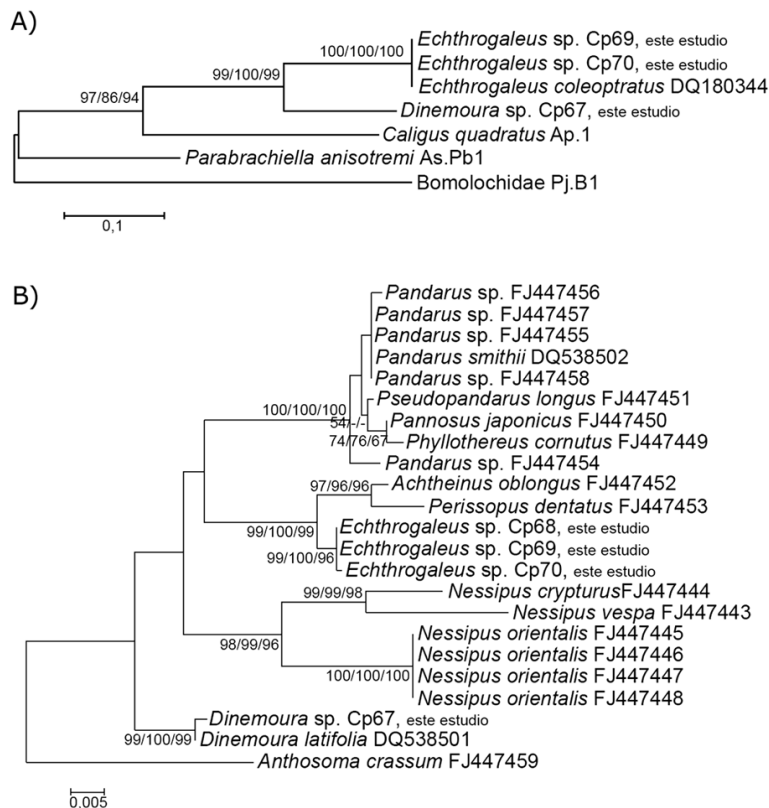 A)
Echthrogaleus sp. Cp69, este estudio
100/100/100
Echthrogaleus sp. Cp70, este estudio
99/100/99
Echthrogaleus coleoptratus DQ180344
97/86/94
Dinemoura sp. Cp67, este estudio
Caligus quadratus Ap.1
Parabrachiella anisotremi As.Pb1
Bomolochidae Pj.B1
0,1
B)
Pandarus sp. FJ447456
Pandarus sp. FJ447457
Pandarus sp. FJ447455
Pandarus smithii DQ538502
Pandarus sp. FJ447458
Pseudopandarus longus FJ447451
100/100/100
54/-/-
Pannosus japonicus FJ447450
74/76/67
Phyllothereus cornutus FJ447449
Pandarus sp. FJ447454
Achtheinus oblongus FJ447452
97/96/96
Perissopus dentatus FJ447453
99/100/99
Echthrogaleus sp. Cp68, este estudio
Echthrogaleus sp. Cp69, este estudio
99/100/96
Echthrogaleus sp. Cp70, este estudio
99/99/98
Nessipus crypturusFJ447444
Nessipus vespa FJ447443
98/99/96
Nessipus orientalis FJ447445
Nessipus orientalis FJ447446
100/100/100
Nessipus orientalis FJ447447
Nessipus orientalis FJ447448
Dinemoura sp. Cp67, este estudio
99/100/99
Dinemoura latifolia DQ538501
Anthosoma crassum FJ447459
0.005